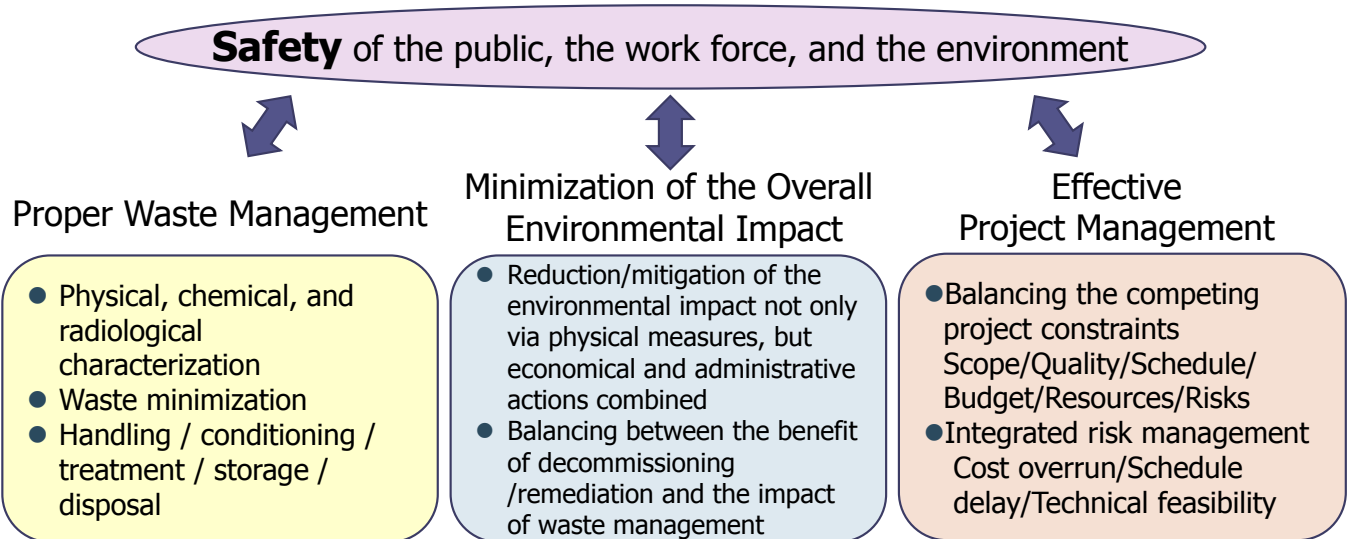 Safety of the public, the work force, and the environment
Proper Waste Management
● Physical, chemical, and
radiological
characterization
● Waste minimization
● Handling / conditioning /
treatment / storage /
disposal
Minimization of the Overall
Environmental Impact
● Reduction/mitigation of the
environmental impact not only
via physical measures, but
economical and administrative
actions combined
● Balancing between the benefit
of decommissioning
/remediation and the impact
of waste management
Effective
Project Management
●Balancing the competing
project constraints
Scope/Quality/Schedule/
Budget/Resources/Risks
●Integrated risk management
Cost overrun/Schedule
delay/Technical feasibility